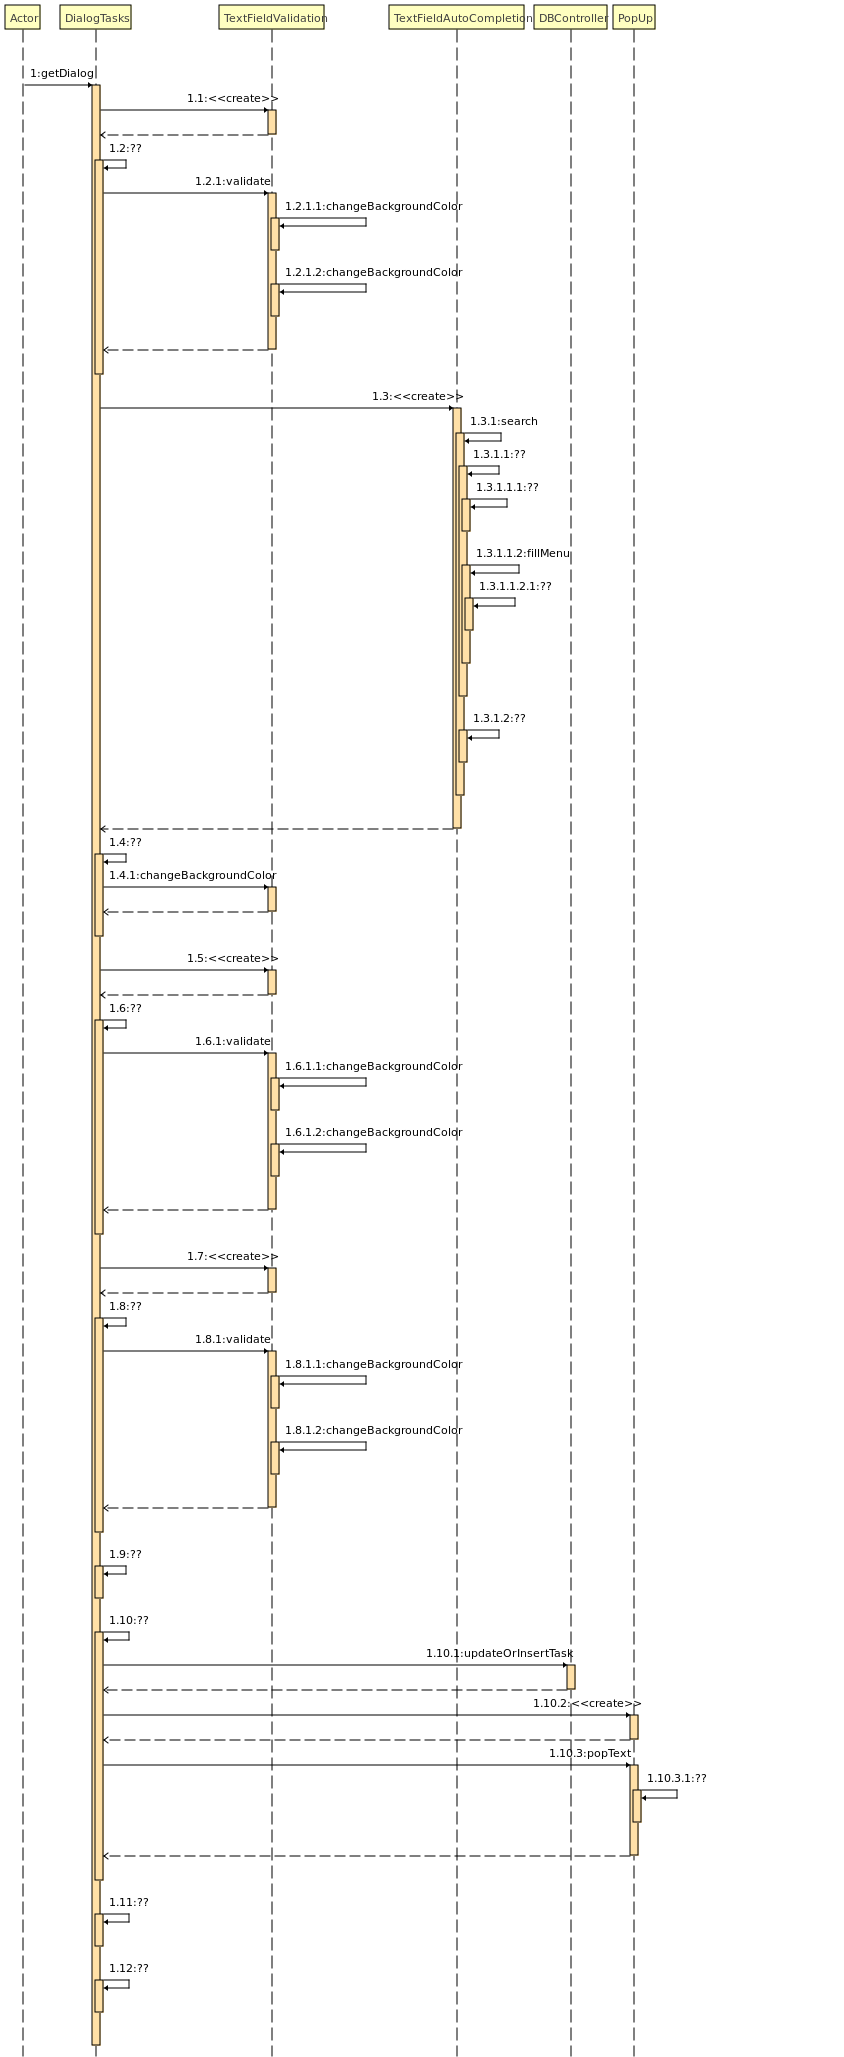 Actor
DialogTasks
TextFieldValidation
TextFieldAutoCompletion
DBController
PopUp
1:getDialog
1.1:<<create>>
1.2:??
1.2.1:validate
1.2.1.1:changeBackgroundColor
1.2.1.2:changeBackgroundColor
1.3:<<create>>
1.3.1:search
1.3.1.1:??
1.3.1.1.1:??
1.3.1.1.2:fillMenu
1.3.1.1.2.1:??
1.3.1.2:??
1.4:??
1.4.1:changeBackgroundColor
1.5:<<create>>
1.6:??
1.6.1:validate
1.6.1.1:changeBackgroundColor
1.6.1.2:changeBackgroundColor
1.7:<<create>>
1.8:??
1.8.1:validate
1.8.1.1:changeBackgroundColor
1.8.1.2:changeBackgroundColor
1.9:??
1.10:??
1.10.1:updateOrInsertTask
1.10.2:<<create>>
1.10.3:popText
1.10.3.1:??
1.11:??
1.12:??